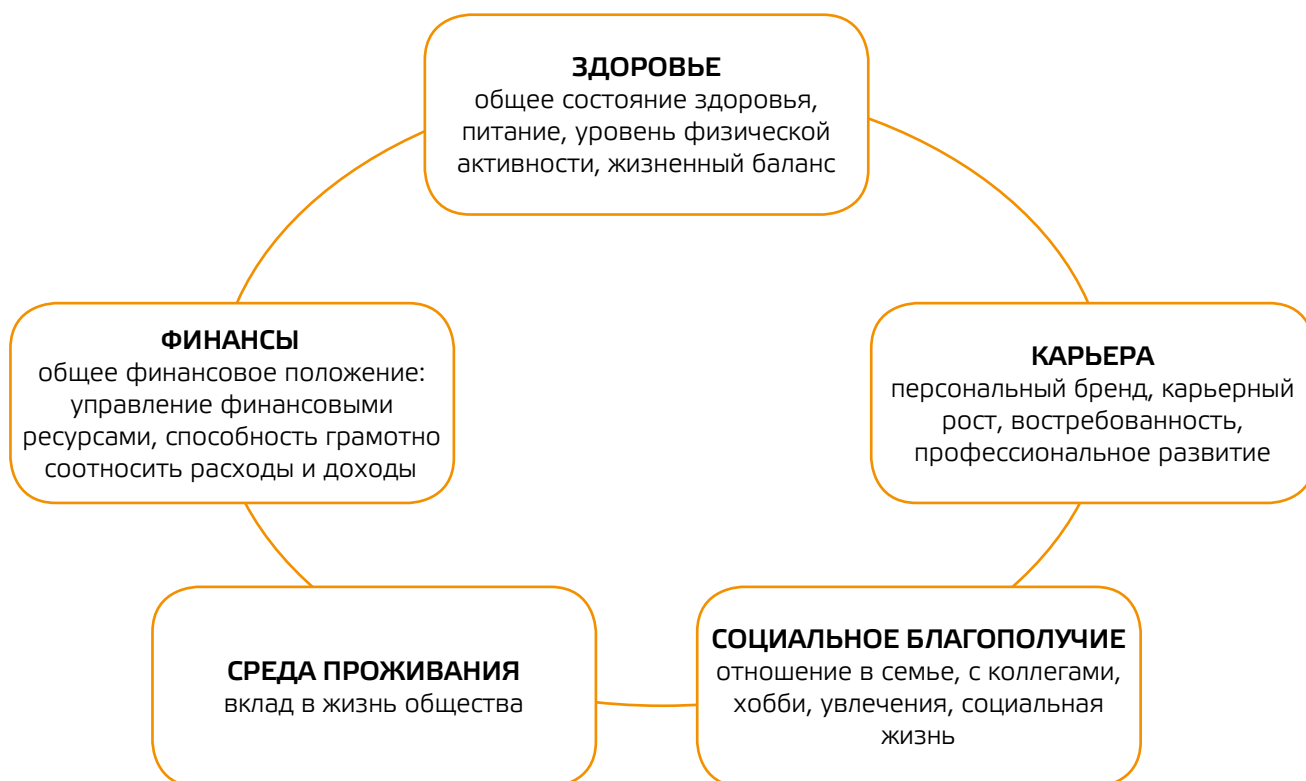 ЗДОРОВЬЕ
общее состояние здоровья,
питание, уровень физической
активности, жизненный баланс
ФИНАНСЫ
общее финансовое положение:
управление финансовыми
ресурсами, способность грамотно
соотносить расходы и доходы
КАРЬЕРА
персональный бренд, карьерный
рост, востребованность,
профессиональное развитие
СРЕДА ПРОЖИВАНИЯ
вклад в жизнь общества
СОЦИАЛЬНОЕ БЛАГОПОЛУЧИЕ
отношение в семье, с коллегами,
хобби, увлечения, социальная
жизнь